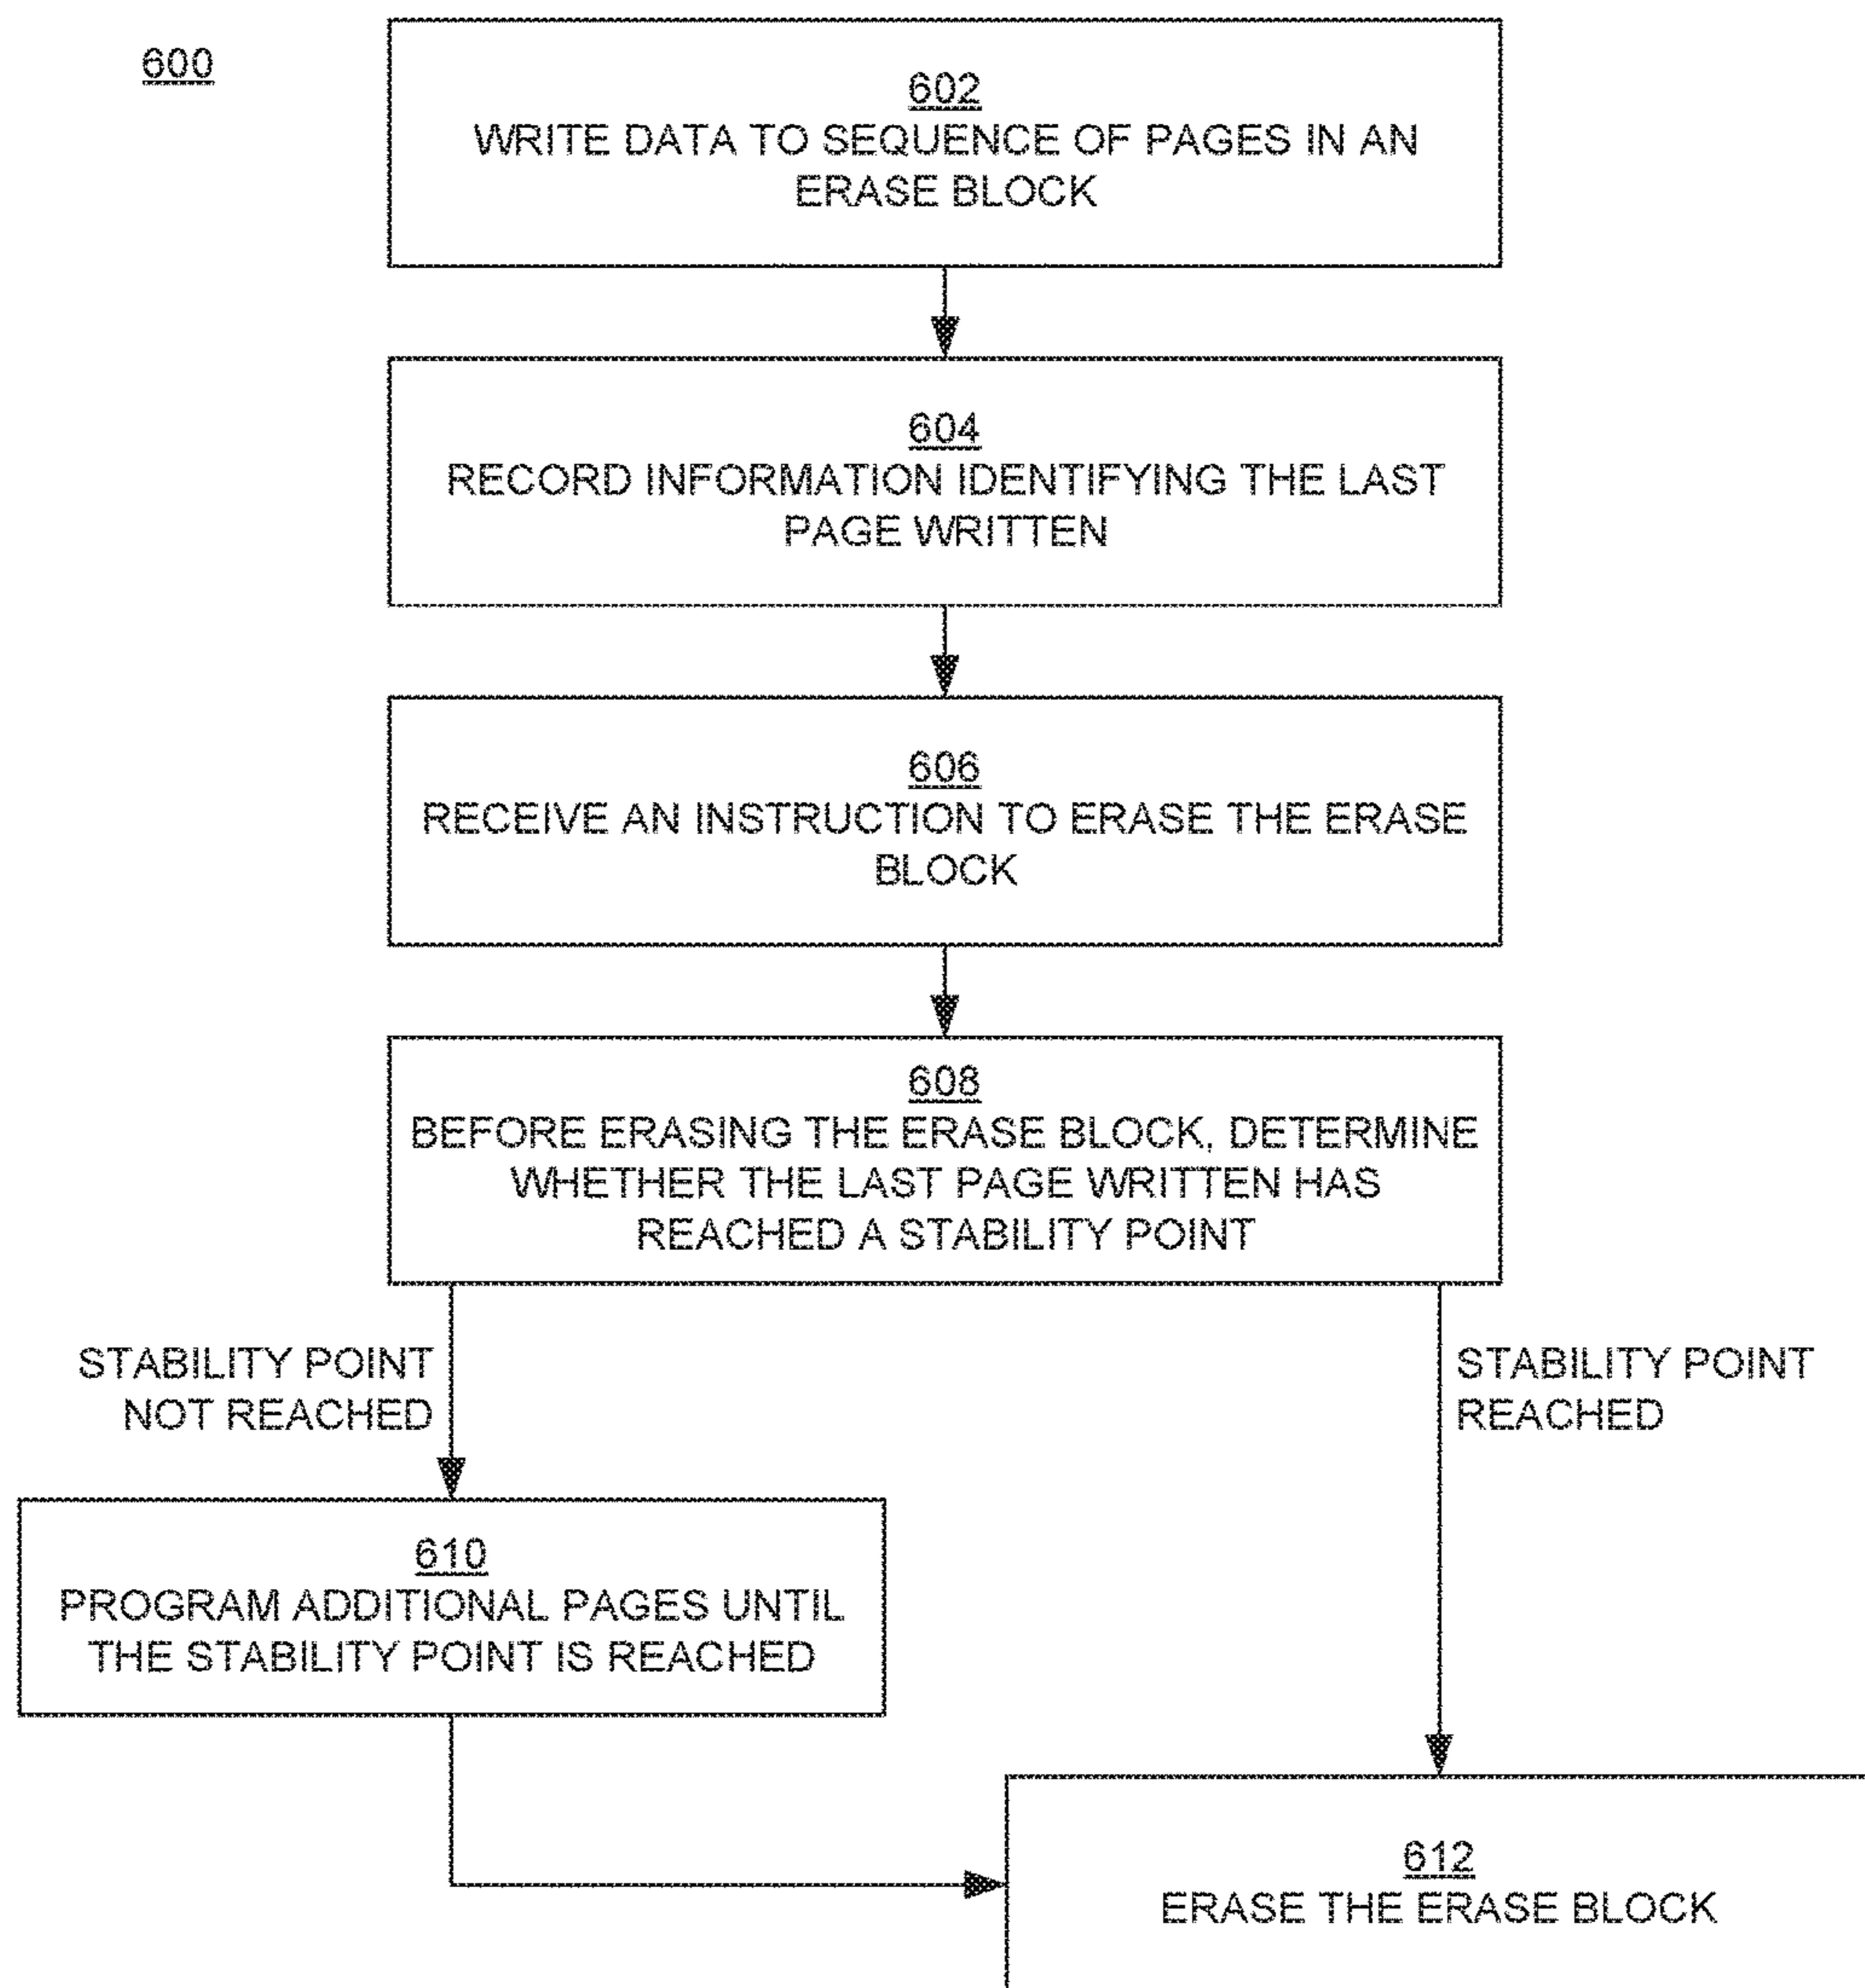 600
602
WRITE DATA TO SEQUENCE OF PAGES IN AN
ERASE BLOCK
604
RECORD INFORMATION IDENTIFYING THE LAST
PAGE WRITTEN
606
RECEIVE AN INSTRUCTION TO ERASE THE ERASE
BLOCK
608
BEFORE ERASING THE ERASE BLOCK, DETERMINE
WHETHER THE LAST PAGE WRITTEN HAS
REACHED A STABILITY POINT
STABILITY POINT
NOT REACHED
STABILITY POINT
REACHED
610
PROGRAM ADDITIONAL PAGES UNTIL
THE STABILITY POINT IS REACHED
612
ERASE THE ERASE BLOCK